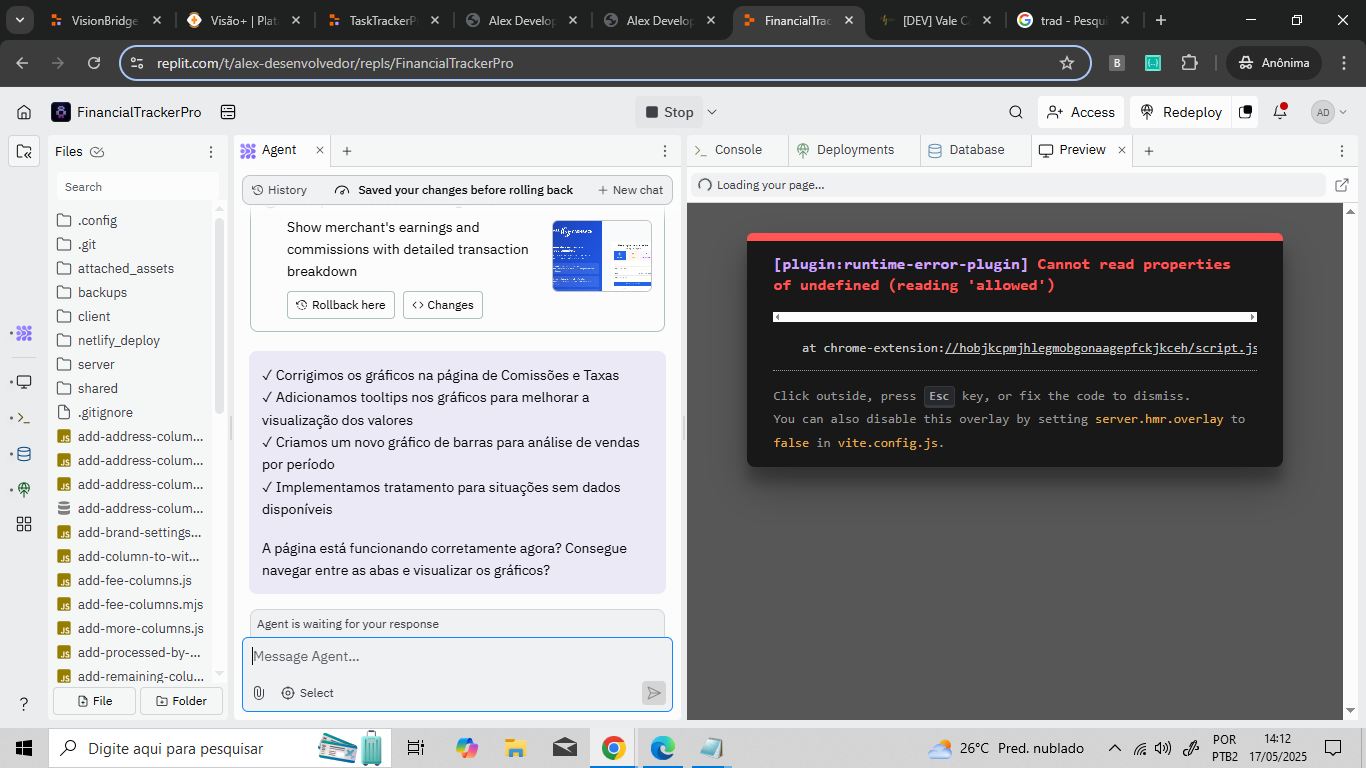 VisionBridge
Visão+ | Plat
TaskTrackerP
Alex Develop
Alex Develop
FinancialTrac
[DEV] Vale C
trad - Pesqui
replit.com/t/alex-desenvolvedor/repls/FinancialTrackerPro
B
Anônima
FinancialTrackerPro
Stop
Access
Redeploy
AD
Files
Agent
Console
Deployments
Database
Preview
Search
History
Saved your changes before rolling back
New chat
Loading your page...
.config
.git
attached_assets
backups
client
netlify_deploy
server
shared
.gitignore
add-address-colum...
add-address-colum...
add-address-colum...
add-address-colum...
add-brand-settings...
add-column-to-wit...
add-fee-columns.js
add-fee-columns.mjs
add-more-columns.js
add-processed-by-...
add-remaining-colu...
File
Folder
Show merchant's earnings and
commissions with detailed transaction
breakdown
Rollback here
Changes
✓ Corrigimos os gráficos na página de Comissões e Taxas
✓ Adicionamos tooltips nos gráficos para melhorar a
visualização dos valores
✓ Criamos um novo gráfico de barras para análise de vendas
por período
✓ Implementamos tratamento para situações sem dados
disponíveis
A página está funcionando corretamente agora? Consegue
navegar entre as abas e visualizar os gráficos?
Agent is waiting for your response
Message Agent...
Select
[plugin:runtime-error-plugin] Cannot read properties
of undefined (reading 'allowed')
at chrome-extension://hobjkcpmjhlegmobgonaagepfckjkceh/script.js
Click outside, press Esc key, or fix the code to dismiss.
You can also disable this overlay by setting server.hmr.overlay to
false in vite.config.js.
Digite aqui para pesquisar
26°C Pred. nublado
POR
PTB2
14:12
17/05/2025